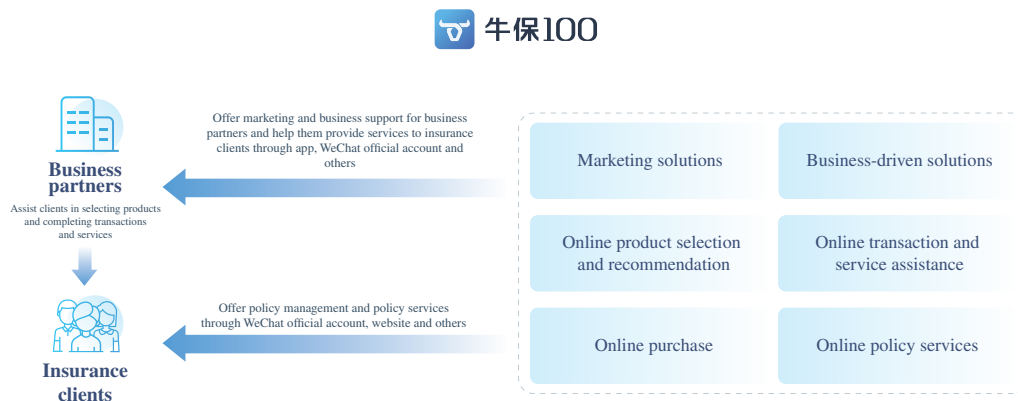 牛保100
Offer marketing and business support for business
partners and help them provide services to insurance
clients through app, WeChat official account and
others
Business
partners
Assist clients in selecting products
and completing transactions
and services
Offer policy management and policy services
through WeChat official account, website and others
Insurance
clients
Marketing solutions
Business-driven solutions
Online product selection
and recommendation
Online transaction and
service assistance
Online purchase
Online policy services